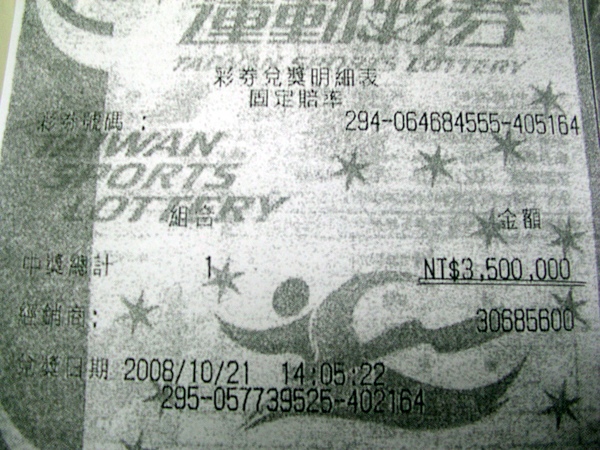 運動彩券
TAIWAN SPORTS LOTTERY
彩券兌獎明細表
固定賠率
彩券號碼： 294-064684555-405164
TAIWAN
SPORTS
LOTTERY
組合 金額
中獎總計 1 NT$3,500,000
經銷商： 30685600
兌獎日期 2008/10/21 14:05:22
295-057739525-402164